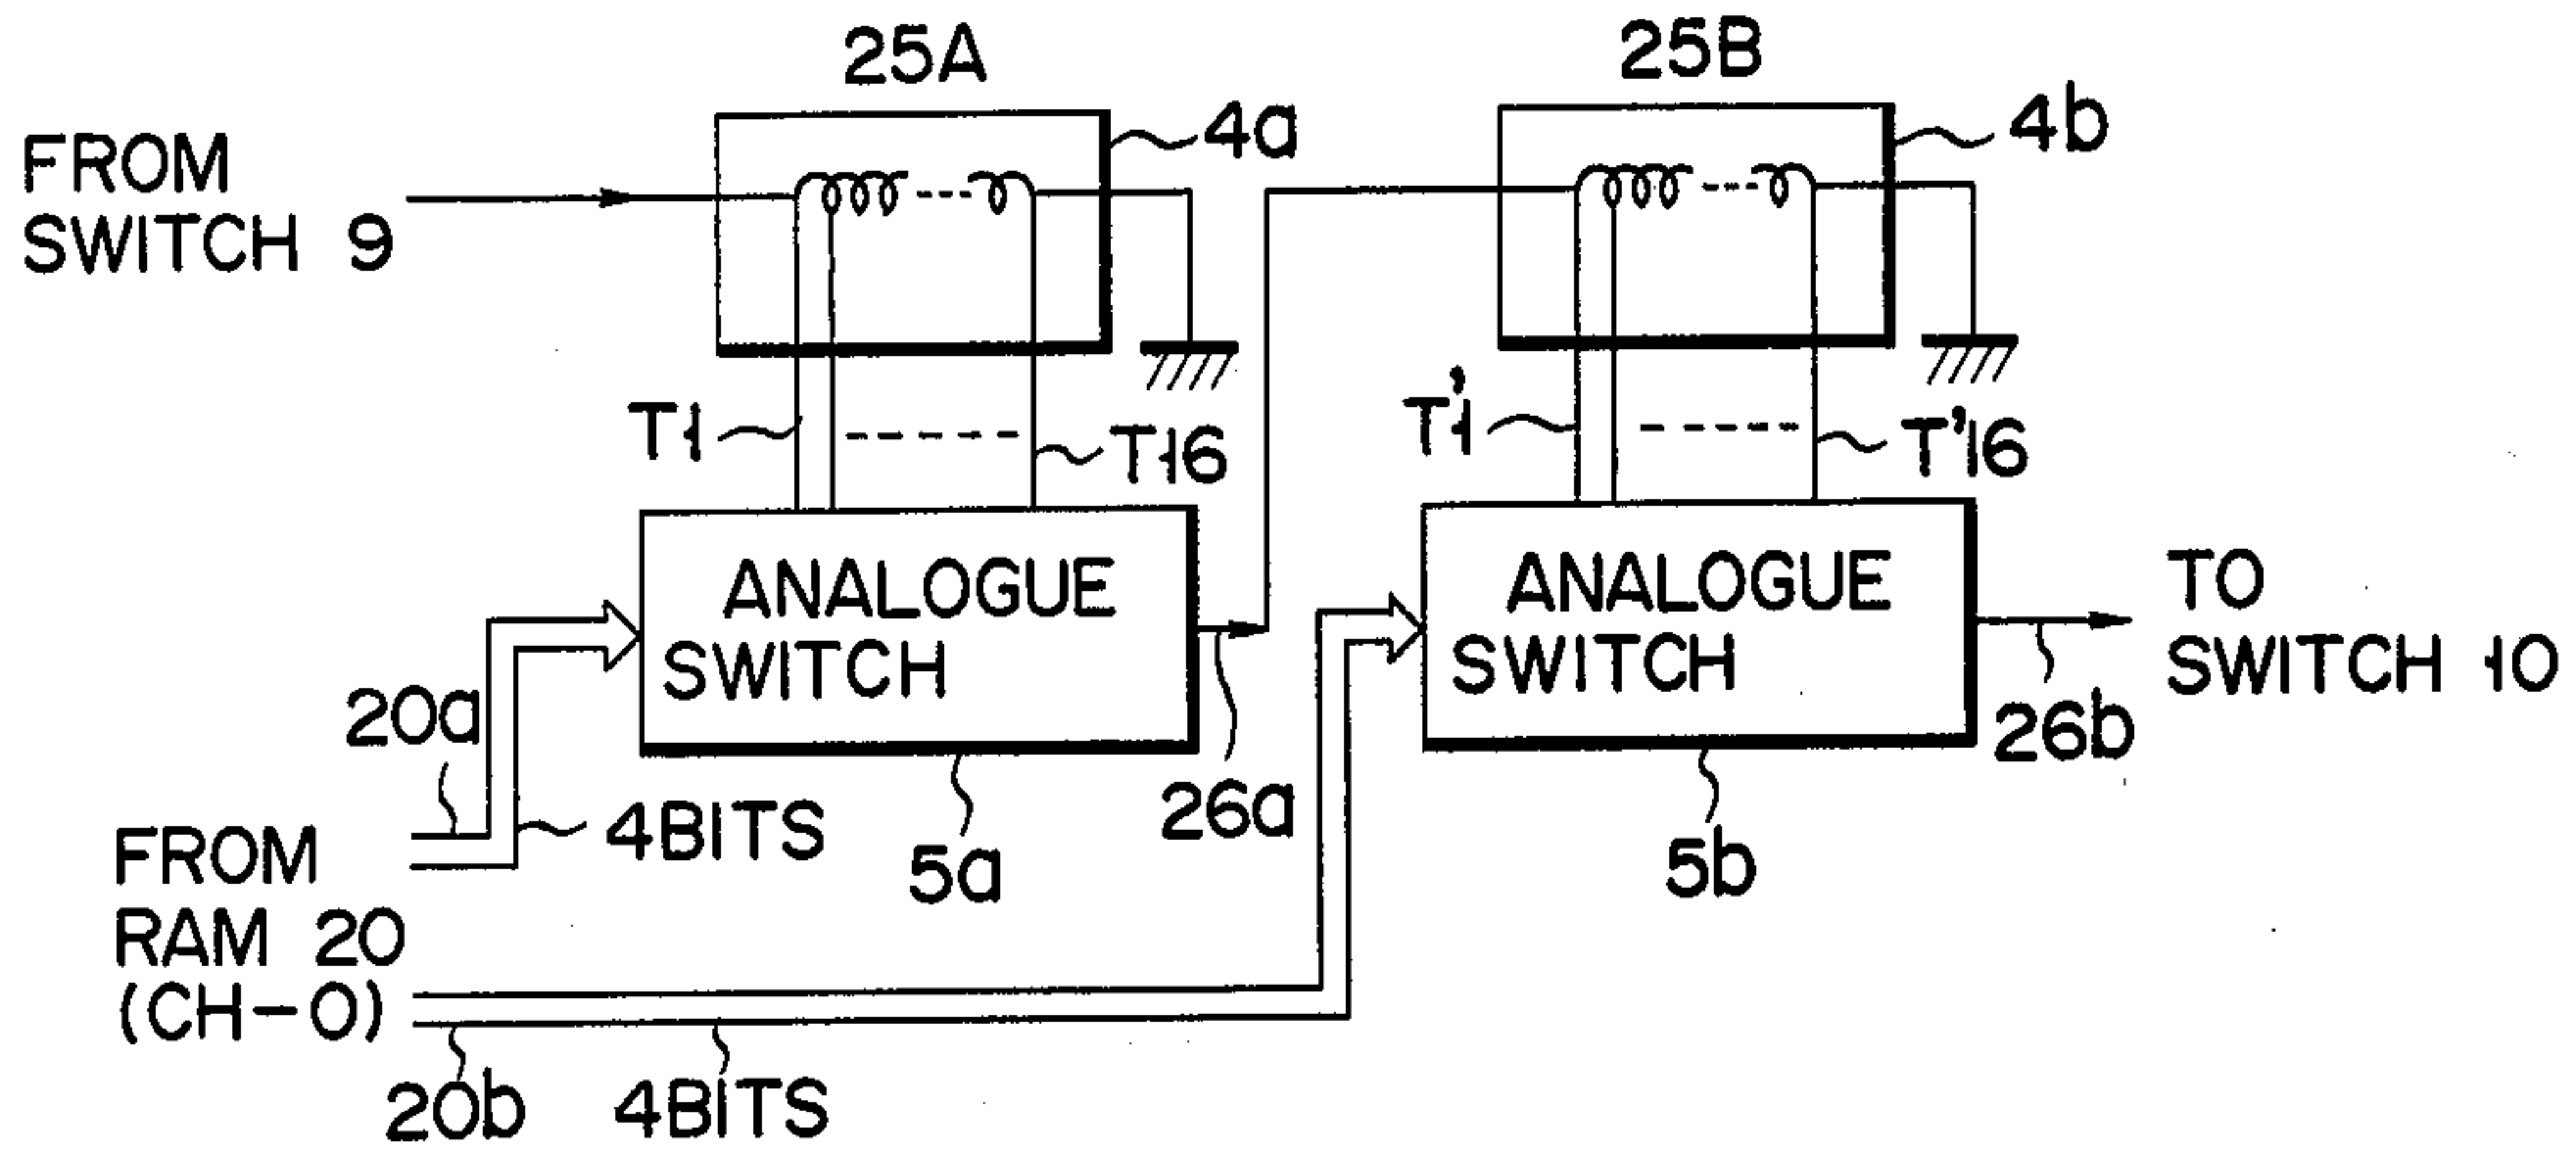 25A
25B
4a
4b
FROM
SWITCH 9
T1
T16
T'1
T'16
ANALOGUE
SWITCH
ANALOGUE
SWITCH
TO
SWITCH 10
20a
4BITS
26a
26b
5a
5b
FROM
RAM 20
(CH-0)
20b
4BITS